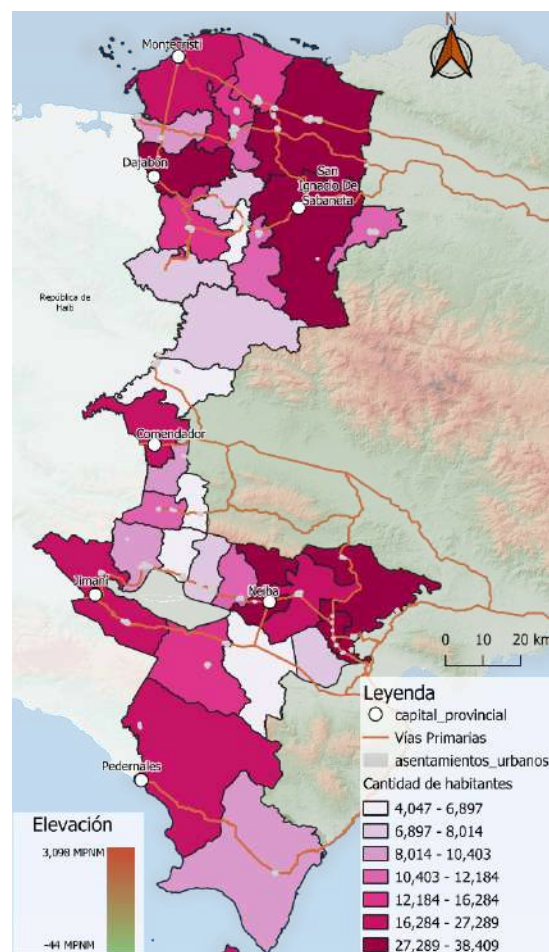 N
Montecristi
Dajabón
San
Ignacio De
Sabaneta
República de
Haití
Comendador
Jimaní
Neiba
0 10 20 km
Pedernales
Leyenda
capital_provincial
Vías Primarias
asentamientos_urbanos
Cantidad de habitantes
4,047 - 6,897
6,897 - 8,014
8,014 - 10,403
10,403 - 12,184
12,184 - 16,284
16,284 - 27,289
27,289 - 38,409
Elevación
3,098 MPNM
-44 MPNM